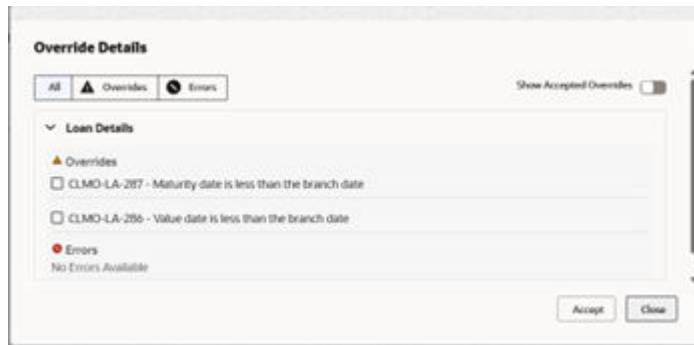 Override Details
All Overrides Errors Show Accepted Overrides
Loan Details
Overrides
CLMO-LA-287 - Maturity date is less than the branch date
CLMO-LA-286 - Value date is less than the branch date
Errors
No Errors Available
Accept Close